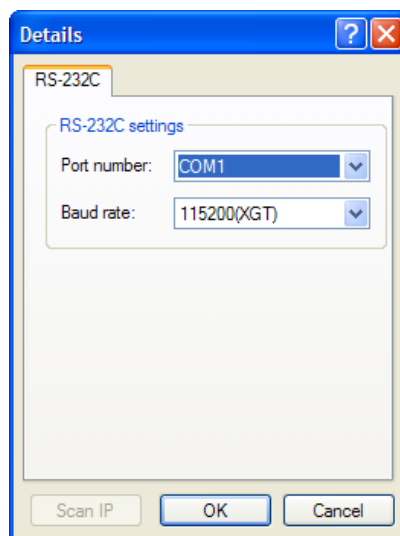 Details
RS-232C
RS-232C settings
Port number: COM1
Baud rate: 115200(XGT)
Scan IP OK Cancel